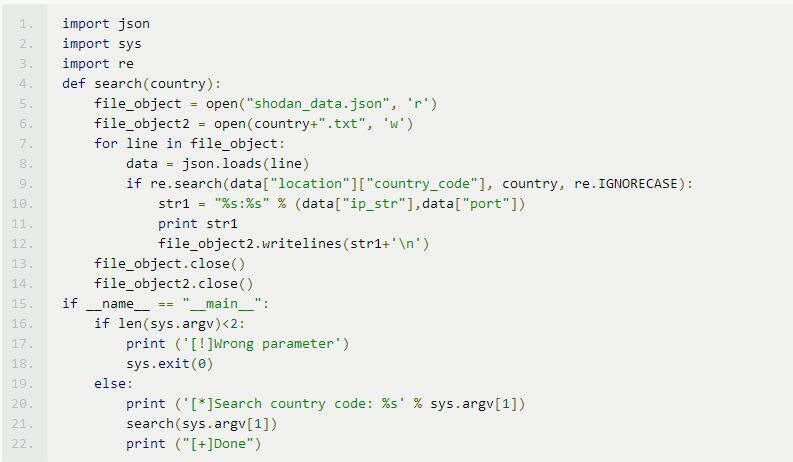 1. import json
2. import sys
3. import re
4. def search(country):
5.     file_object = open("shodan_data.json", 'r')
6.     file_object2 = open(country+".txt", 'w')
7.     for line in file_object:
8.         data = json.loads(line)
9.         if re.search(data["location"]["country_code"], country, re.IGNORECASE):
10.             str1 = "%s:%s" % (data["ip_str"],data["port"])
11.             print str1
12.             file_object2.writelines(str1+'\n')
13.     file_object.close()
14.     file_object2.close()
15. if __name__ == "__main__":
16.     if len(sys.argv)<2:
17.         print ('[!]Wrong parameter')
18.         sys.exit(0)
19.     else:
20.         print ('[*]Search country code: %s' % sys.argv[1])
21.         search(sys.argv[1])
22.         print ("[+]Done")